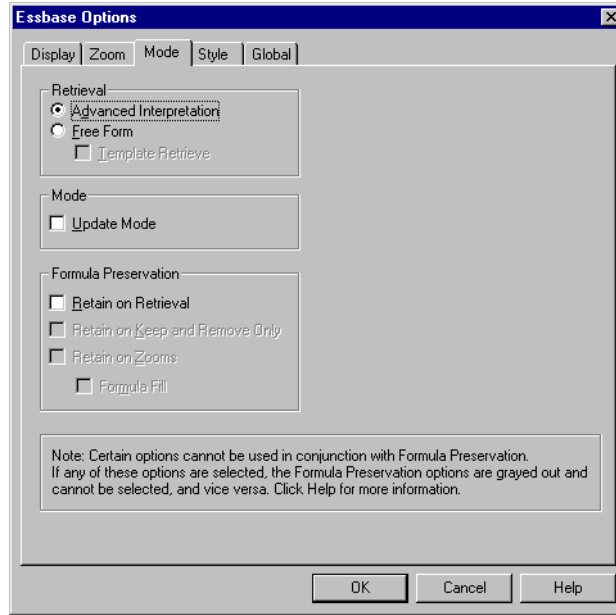 Essbase Options
Display
Zoom
Mode
Style
Global
Retrieval
Advanced Interpretation
Free Form
Template Retrieve
Mode
Update Mode
Formula Preservation
Retain on Retrieval
Retain on Keep and Remove Only
Retain on Zooms
Formula Fill
Note: Certain options cannot be used in conjunction with Formula Preservation.
If any of these options are selected, the Formula Preservation options are grayed out and
cannot be selected, and vice versa. Click Help for more information.
OK
Cancel
Help